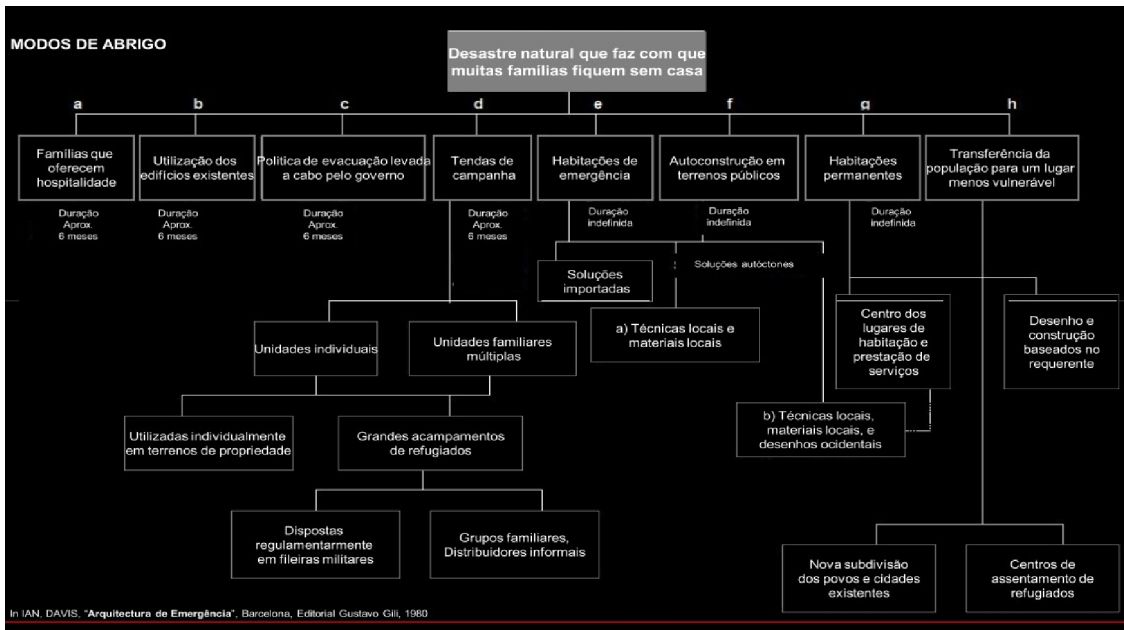 MODOS DE ABRIGO
Desastre natural que faz com que
muitas famílias fiquem sem casa
a
b
c
d
e
f
g
h
Famílias que
oferecem
hospitalidade
Utilização dos
edifícios existentes
Política de evacuação levada
a cabo pelo governo
Tendas de
campanha
Habitações de
emergência
Autoconstrução em
terrenos públicos
Habitações
permanentes
Transferência da
população para um lugar
menos vulnerável
Duração
Aprox.
6 meses
Duração
Aprox.
6 meses
Duração
Aprox.
6 meses
Duração
Aprox.
6 meses
Duração
indefinida
Duração
indefinida
Duração
indefinida
Soluções
importadas
Soluções autóctones
Unidades individuais
Unidades familiares
múltiplas
a) Técnicas locais e
materiais locais
Centro dos
lugares de
habitação e
prestação de
serviços
Desenho e
construção
baseados no
requerente
Utilizadas individualmente
em terrenos de propriedade
Grandes acampamentos
de refugiados
b) Técnicas locais,
materiais locais, e
desenhos ocidentais
Dispostas
regulamentarmente
em fileiras militares
Grupos familiares,
Distribuidores informais
Nova subdivisão
dos povos e cidades
existentes
Centros de
assentamento de
refugiados
In IAN, DAVIS, "Arquitectura de Emergência", Barcelona, Editorial Gustavo Gili, 1980